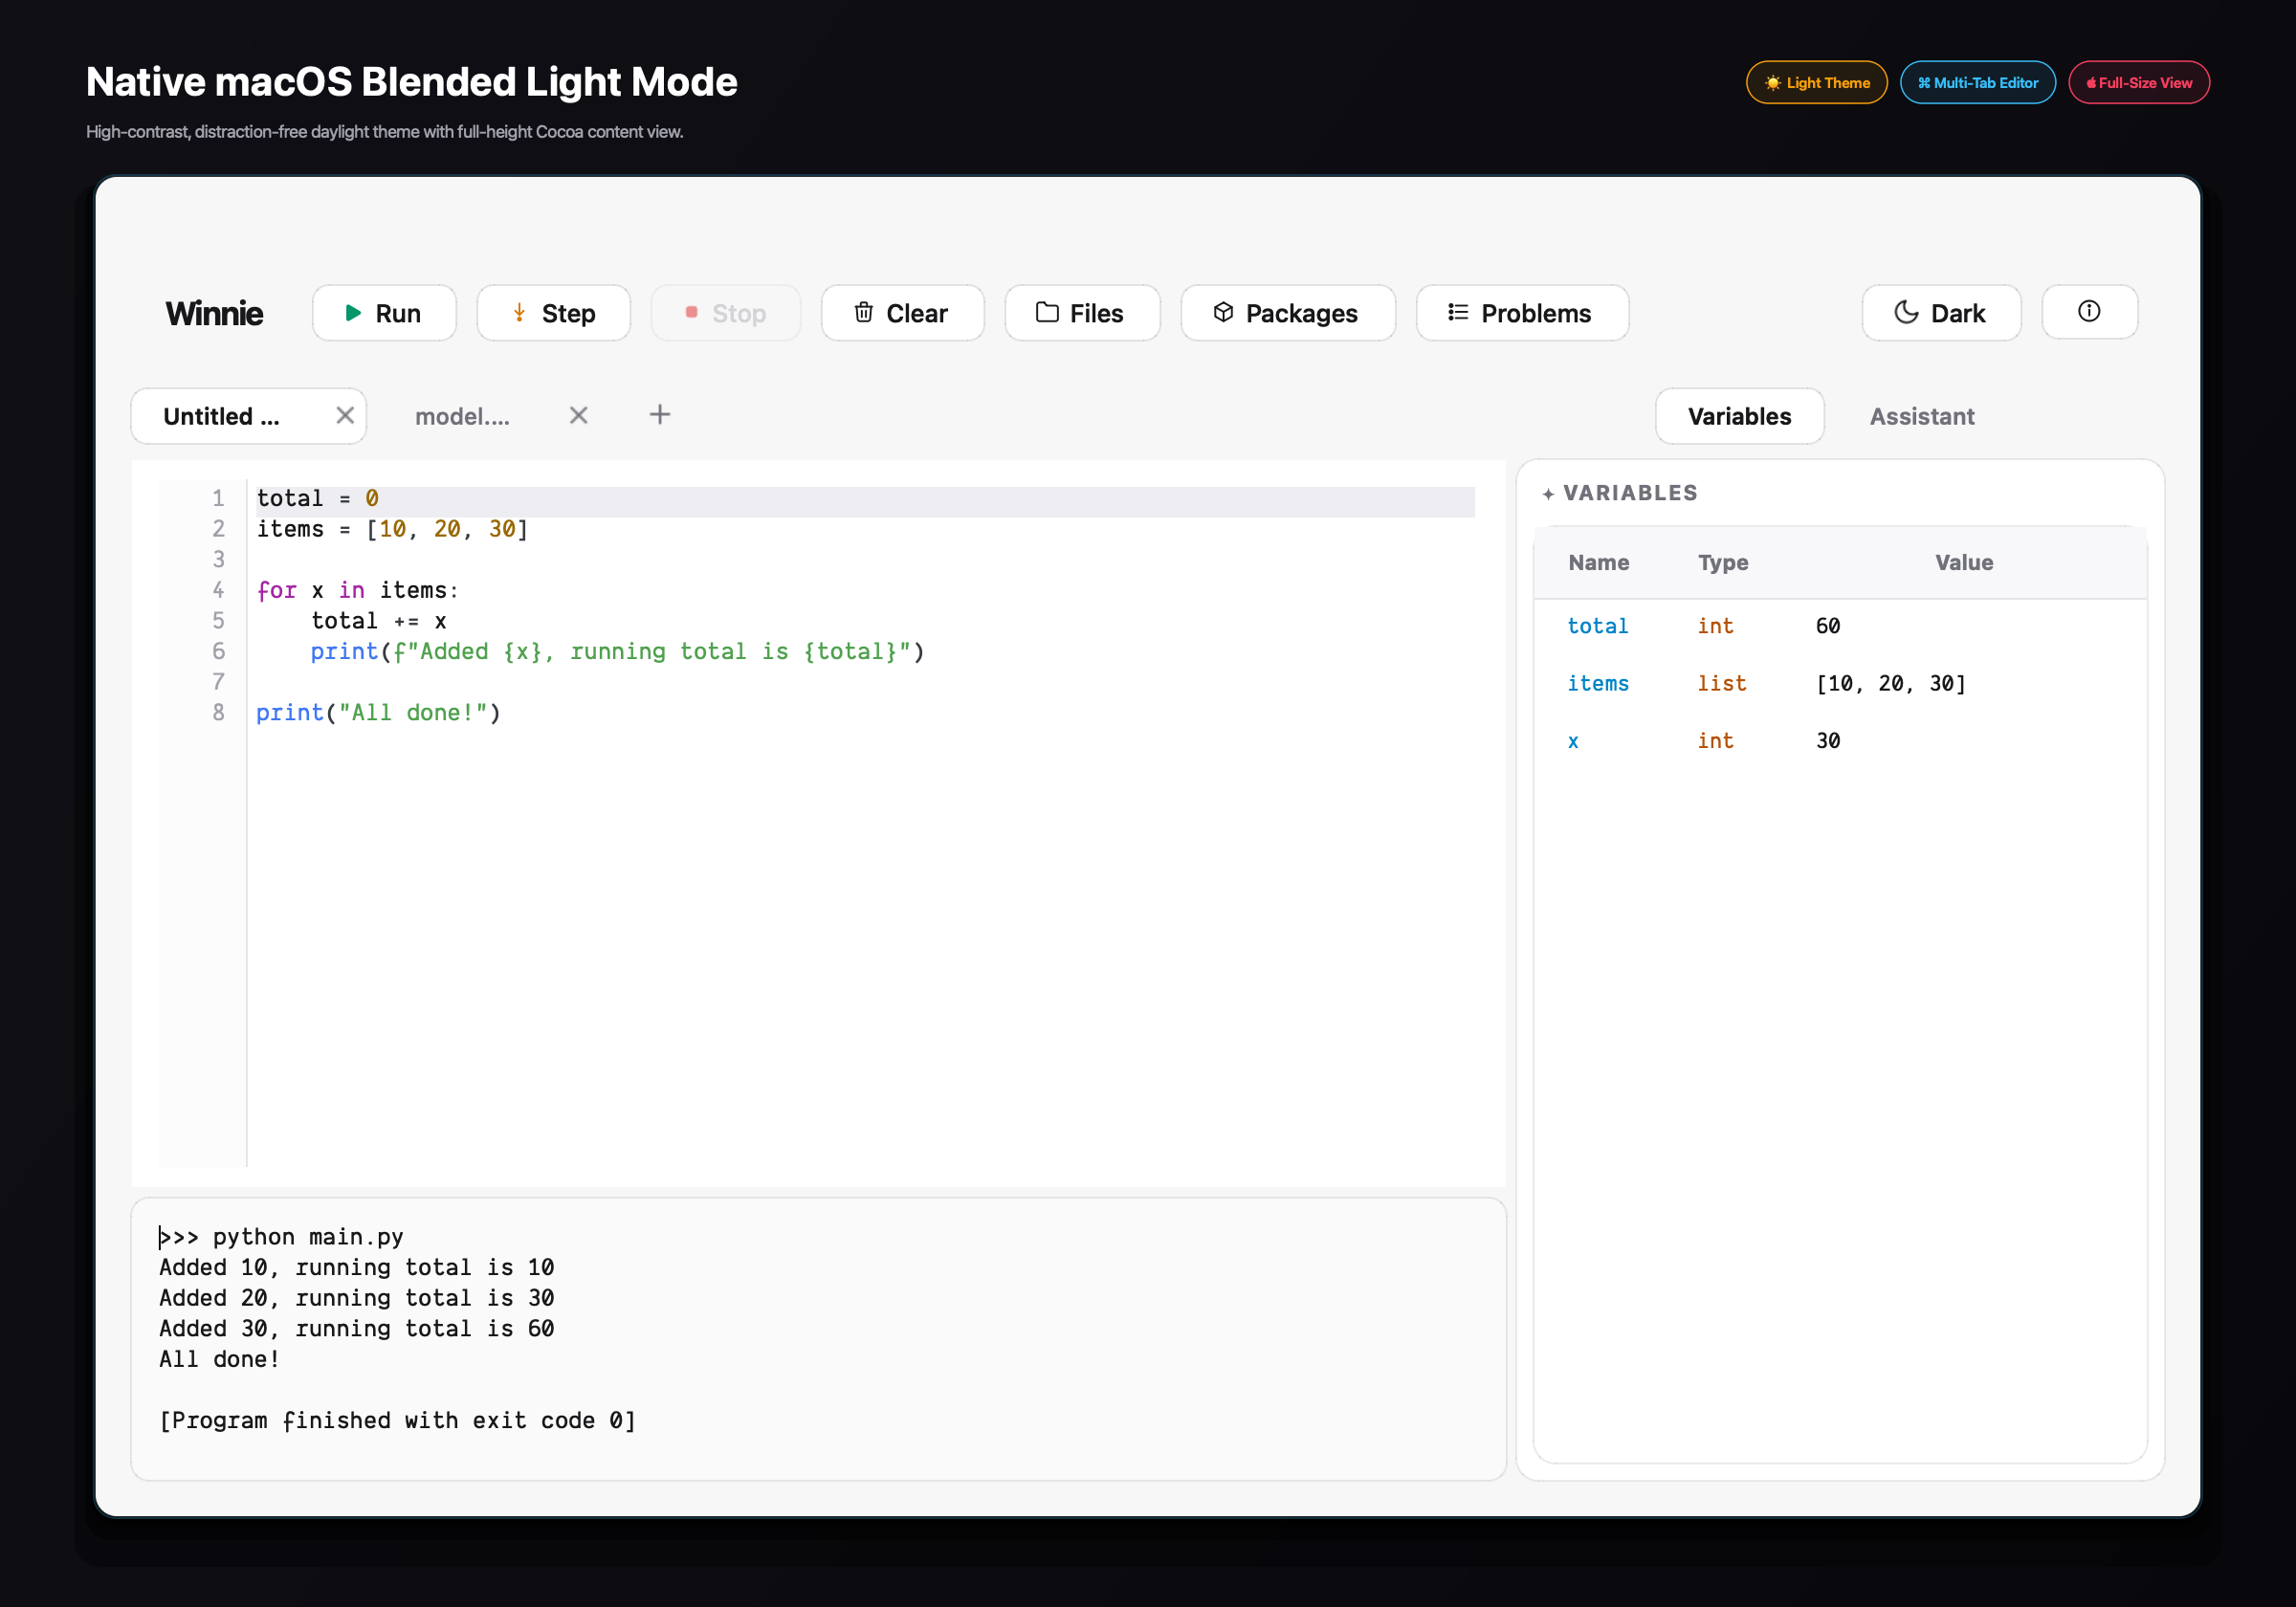 Native macOS Blended Light Mode
High-contrast, distraction-free daylight theme with full-height Cocoa content view.
Light Theme
⌘ Multi-Tab Editor
Full-Size View
Winnie
Run
Step
Stop
Clear
Files
Packages
Problems
Dark
Untitled ...
model....
Variables
Assistant
1 total = 0
2 items = [10, 20, 30]
3
4 for x in items:
5     total += x
6     print(f"Added {x}, running total is {total}")
7
8 print("All done!")
VARIABLES
Name Type Value
total int 60
items list [10, 20, 30]
x int 30
>>> python main.py
Added 10, running total is 10
Added 20, running total is 30
Added 30, running total is 60
All done!
[Program finished with exit code 0]